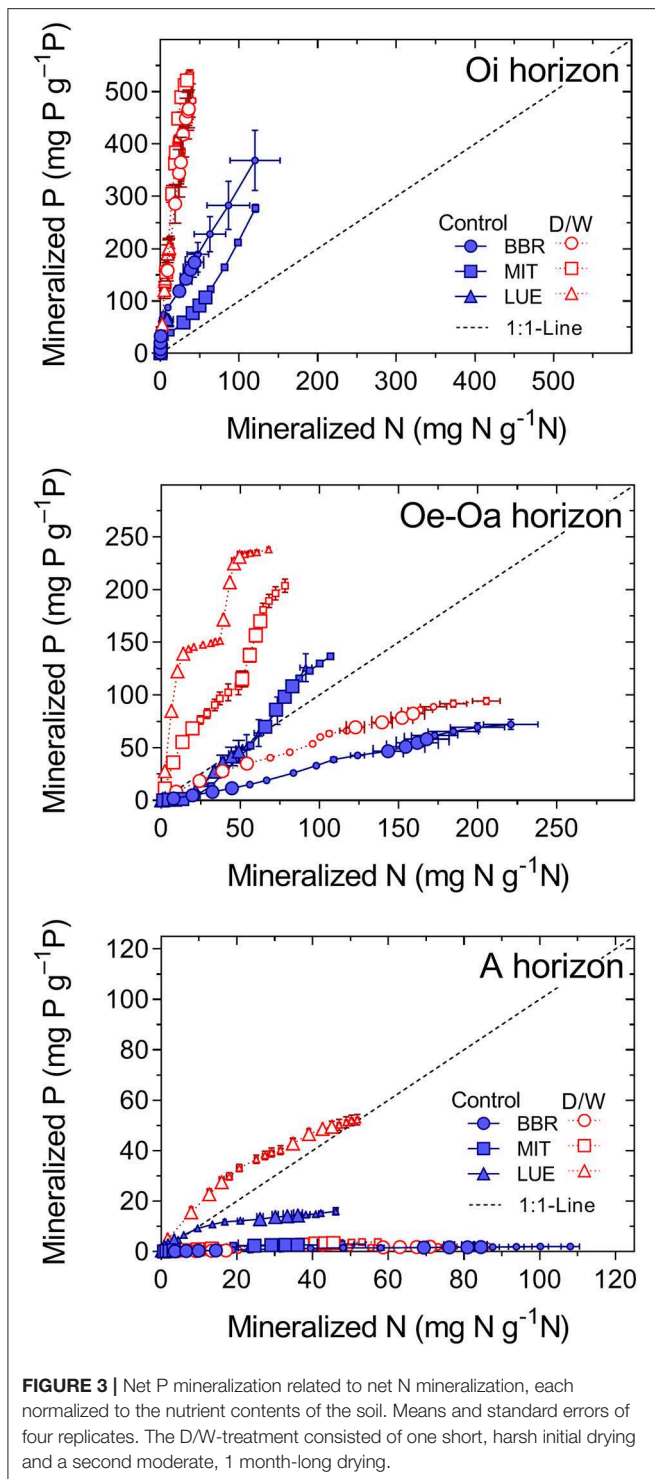 Oi horizon
500
400
300
200
100
0
Mineralized P (mg P g⁻¹P)
Control D/W
BBR
MIT
LUE
1:1-Line
0 100 200 300 400 500
Mineralized N (mg N g⁻¹N)
Oe-Oa horizon
250
200
150
100
50
0
Mineralized P (mg P g⁻¹P)
0 50 100 150 200 250
Mineralized N (mg N g⁻¹N)
A horizon
120
100
80
60
40
20
0
Mineralized P (mg P g⁻¹P)
Control D/W
BBR
MIT
LUE
1:1-Line
0 20 40 60 80 100 120
Mineralized N (mg N g⁻¹N)
FIGURE 3 | Net P mineralization related to net N mineralization, each
normalized to the nutrient contents of the soil. Means and standard errors of
four replicates. The D/W-treatment consisted of one short, harsh initial drying
and a second moderate, 1 month-long drying.